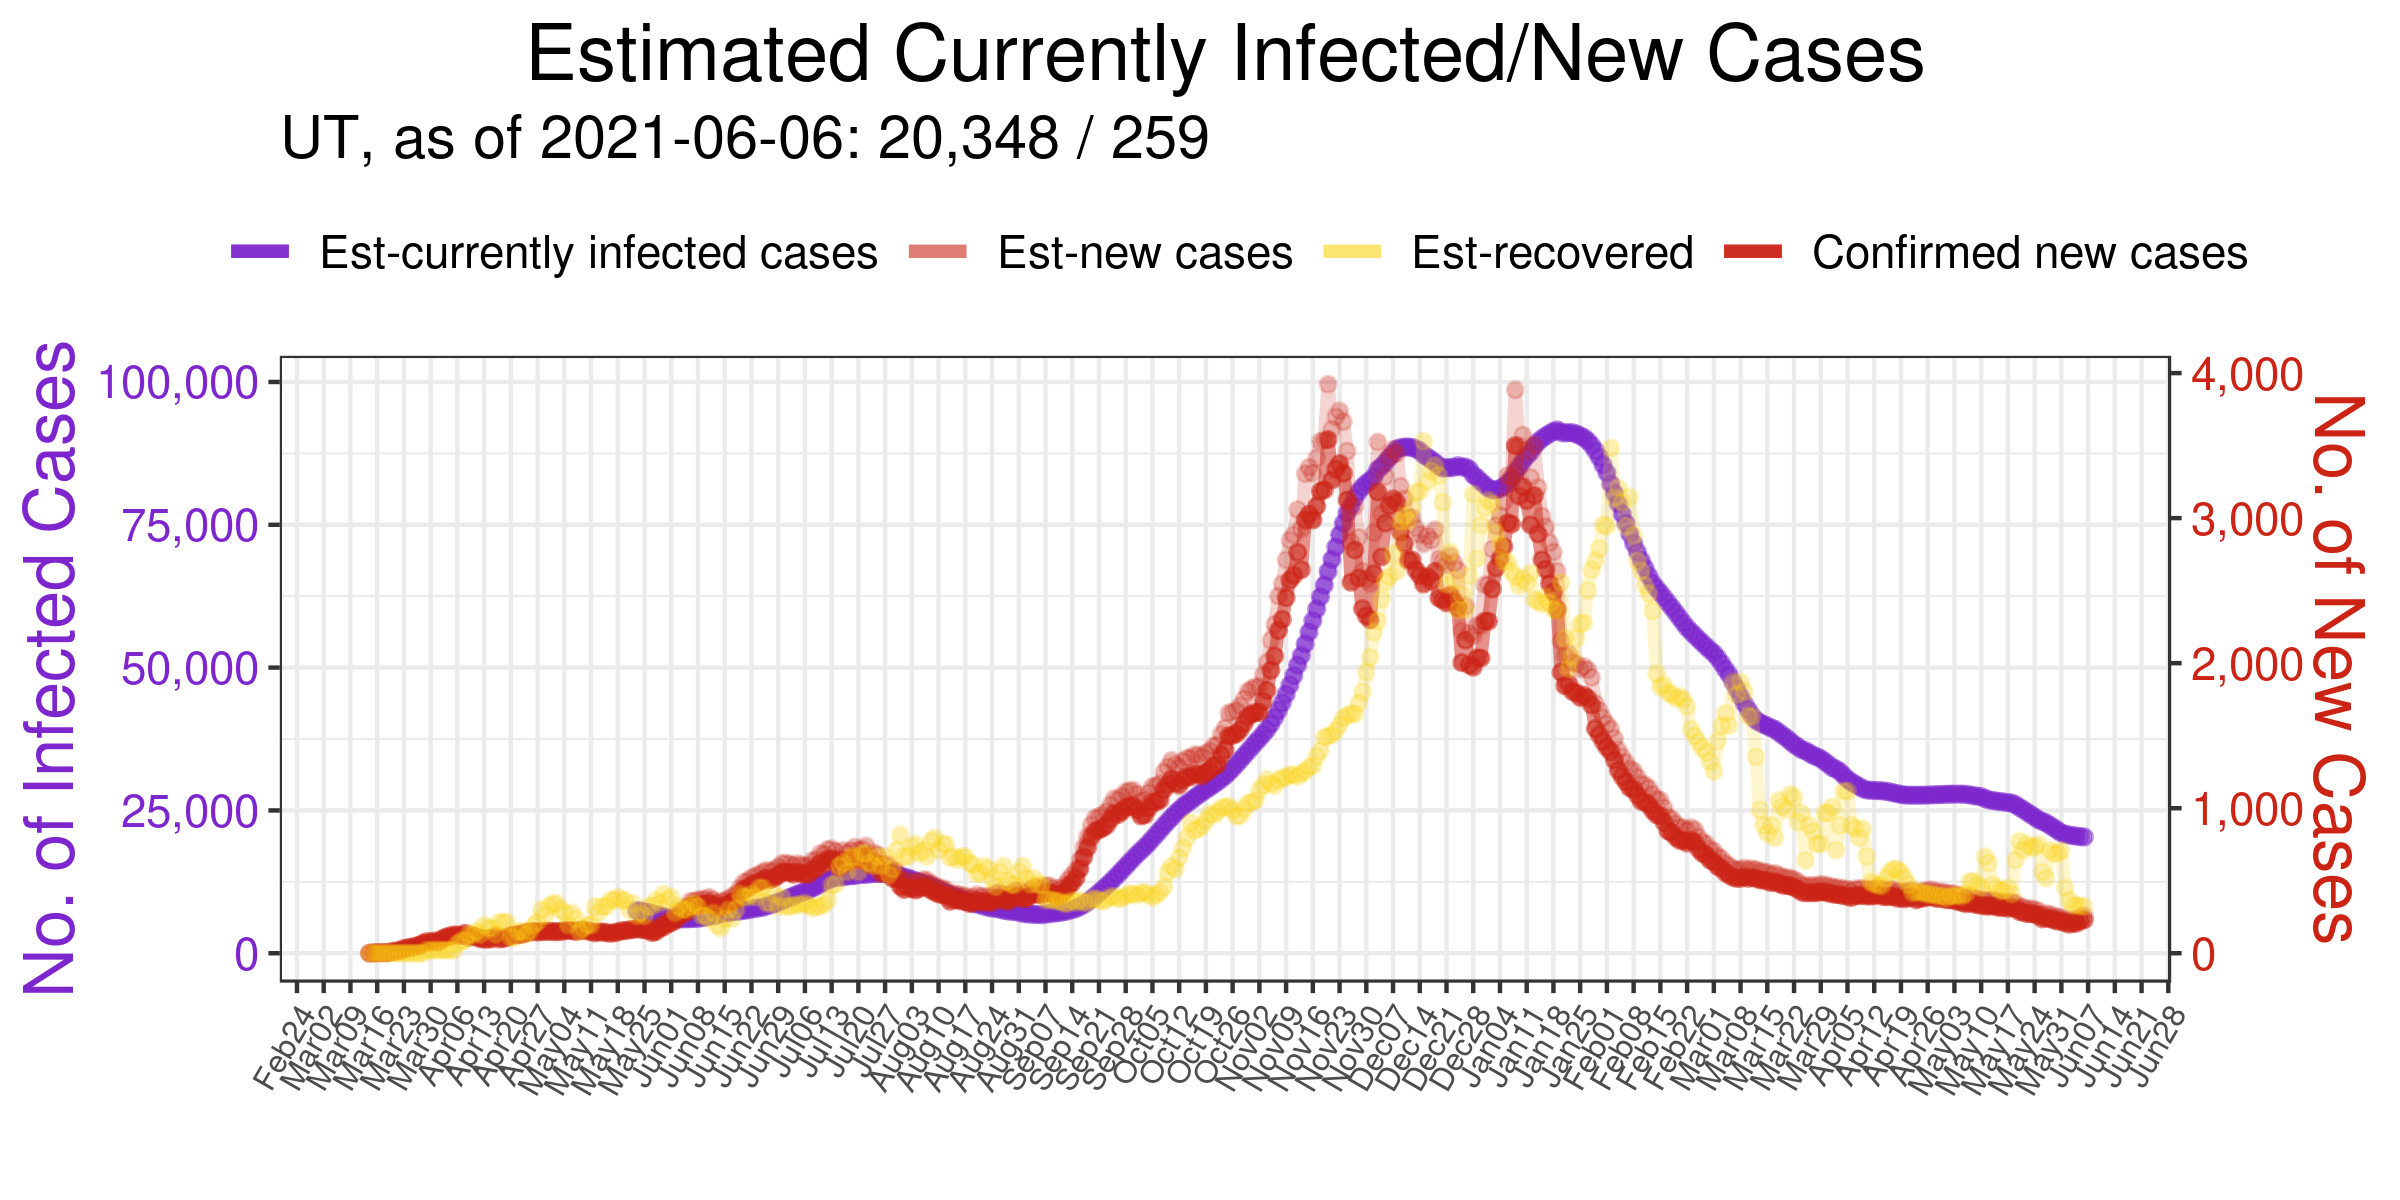 Estimated Currently Infected/New Cases
UT, as of 2021-06-06: 20,348 / 259
Est-currently infected cases
Est-new cases
Est-recovered
Confirmed new cases
No. of Infected Cases
100,000
75,000
50,000
25,000
0
4,000
3,000
2,000
1,000
0
No. of New Cases
Feb24
Mar02
Mar09
Mar16
Mar23
Mar30
Apr06
Apr13
Apr20
Apr27
May04
May11
May18
May25
Jun01
Jun08
Jun15
Jun22
Jun29
Jul06
Jul13
Jul20
Jul27
Aug03
Aug10
Aug17
Aug24
Aug31
Sep07
Sep14
Sep21
Sep28
Oct05
Oct12
Oct19
Oct26
Nov02
Nov09
Nov16
Nov23
Nov30
Dec07
Dec14
Dec21
Dec28
Jan04
Jan11
Jan18
Jan25
Feb01
Feb08
Feb15
Feb22
Mar01
Mar08
Mar15
Mar22
Mar29
Apr05
Apr12
Apr19
Apr26
May03
May10
May17
May24
May31
Jun07
Jun14
Jun21
Jun28